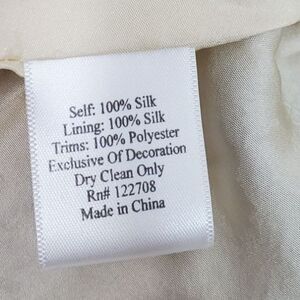 Self: 100% Silk
Lining: 100% Silk
Trims: 100% Polyester
Exclusive Of Decoration
Dry Clean Only
Rn# 122708
Made in China